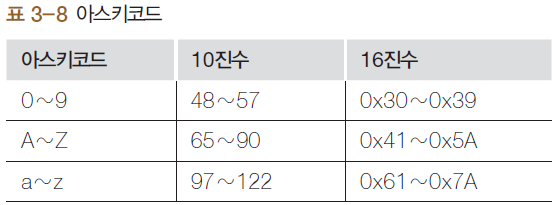 표 3-8 아스키코드
아스키코드 10진수 16진수
0~9 48~57 0x30~0x39
A~Z 65~90 0x41~0x5A
a~z 97~122 0x61~0x7A